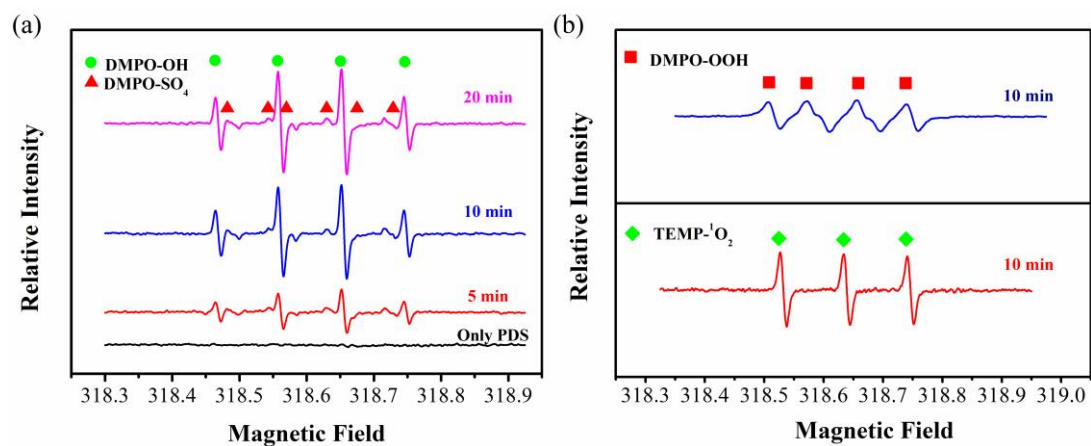 (a)
DMPO-OH
DMPO-SO4
20 min
10 min
5 min
Only PDS
Relative Intensity
318.3 318.4 318.5 318.6 318.7 318.8 318.9
Magnetic Field
(b)
DMPO-OOH
10 min
TEMP-¹O₂
10 min
Relative Intensity
318.3 318.4 318.5 318.6 318.7 318.8 318.9 319.0
Magnetic Field